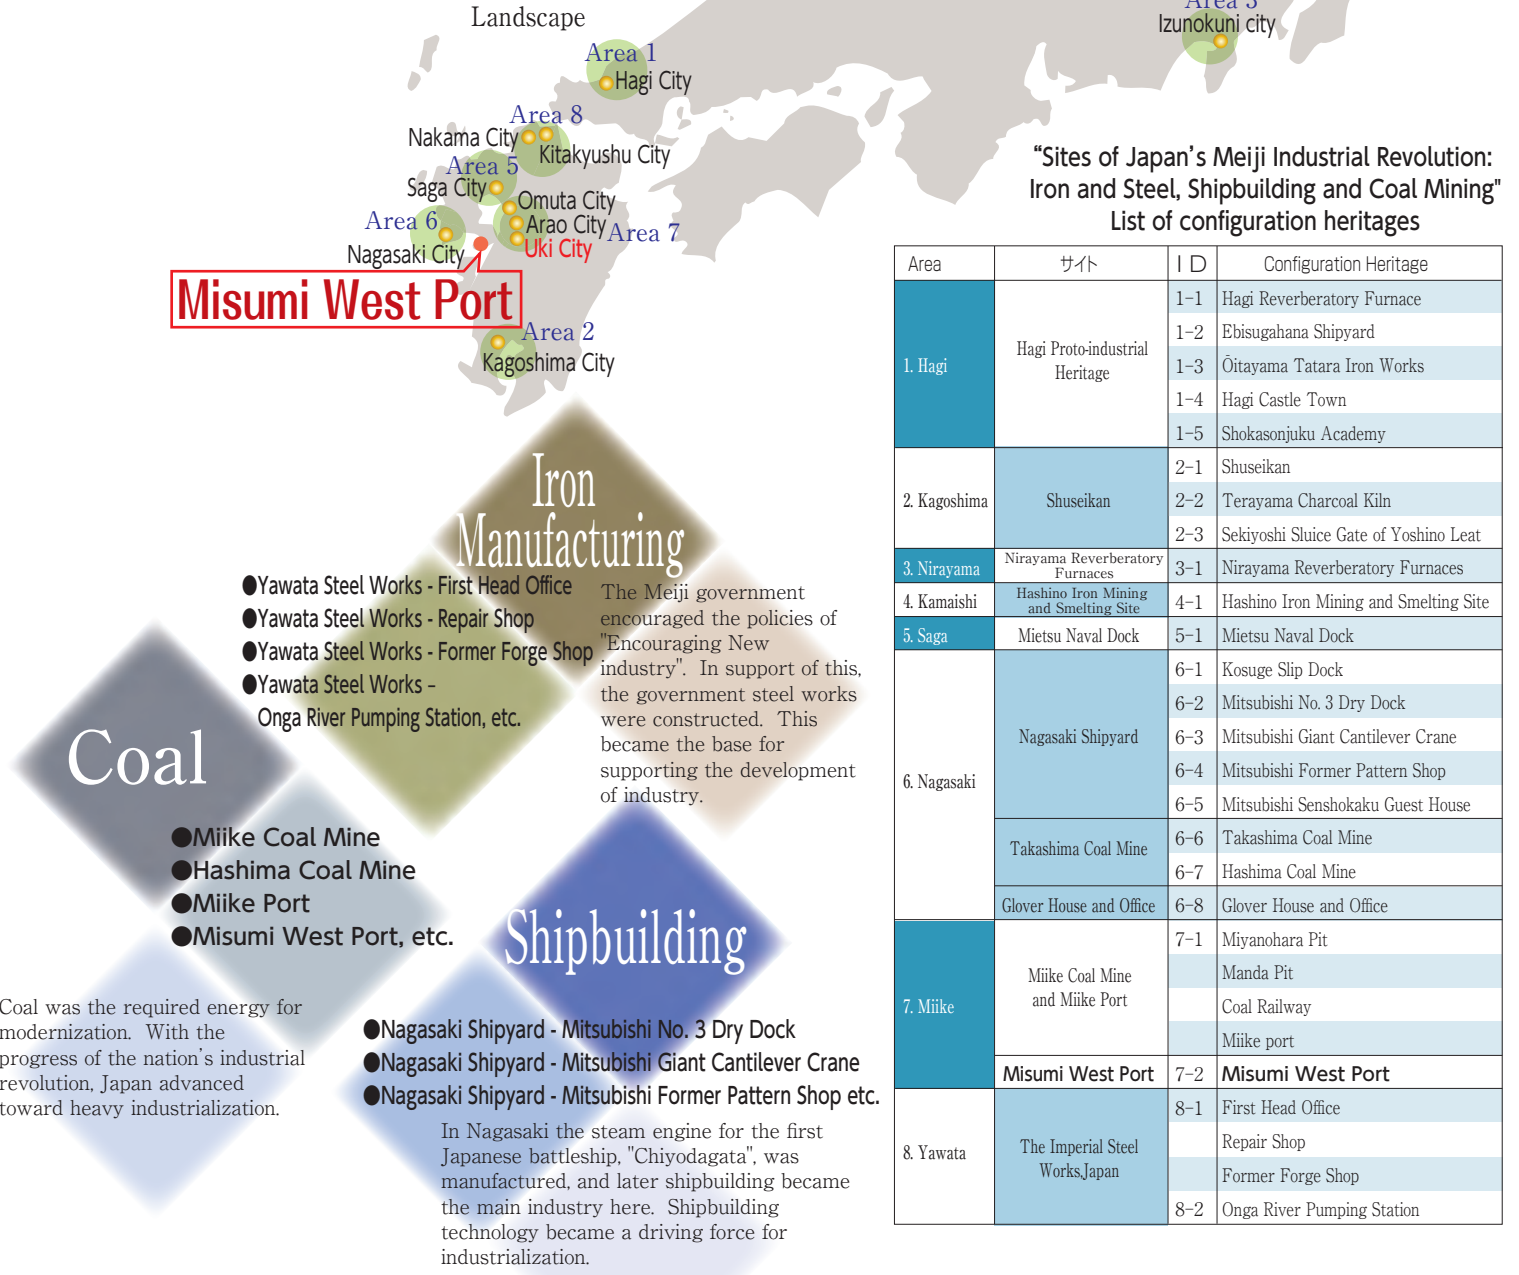 Landscape
Area 3
Izunokuni city
Area 1
Hagi City
Area 8
Nakama City
Kitakyushu City
Area 5
Saga City
Omuta City
Arao City
Area 7
Area 6
Uki City
Nagasaki City
Misumi West Port
Area 2
Kagoshima City
Iron
Manufacturing
●Yawata Steel Works - First Head Office
●Yawata Steel Works - Repair Shop
●Yawata Steel Works - Former Forge Shop
●Yawata Steel Works –
Onga River Pumping Station, etc.
The Meiji government
encouraged the policies of
"Encouraging New
industry". In support of this,
the government steel works
were constructed. This
became the base for
supporting the development
of industry.
Coal
●Miike Coal Mine
●Hashima Coal Mine
●Miike Port
●Misumi West Port, etc.
Coal was the required energy for
modernization. With the
progress of the nation's industrial
revolution, Japan advanced
toward heavy industrialization.
Shipbuilding
●Nagasaki Shipyard - Mitsubishi No. 3 Dry Dock
●Nagasaki Shipyard - Mitsubishi Giant Cantilever Crane
●Nagasaki Shipyard - Mitsubishi Former Pattern Shop etc.
In Nagasaki the steam engine for the first
Japanese battleship, "Chiyodagata", was
manufactured, and later shipbuilding became
the main industry here. Shipbuilding
technology became a driving force for
industrialization.
“Sites of Japan’s Meiji Industrial Revolution:
Iron and Steel, Shipbuilding and Coal Mining"
List of configuration heritages
Area サイト ID Configuration Heritage
1. Hagi
Hagi Proto-industrial
Heritage
1-1 Hagi Reverberatory Furnace
1-2 Ebisugahana Shipyard
1-3 Ōitayama Tatara Iron Works
1-4 Hagi Castle Town
1-5 Shokasonjuku Academy
2. Kagoshima
Shuseikan
2-1 Shuseikan
2-2 Terayama Charcoal Kiln
2-3 Sekiyoshi Sluice Gate of Yoshino Leat
3. Nirayama
Nirayama Reverberatory
Furnaces
3-1 Nirayama Reverberatory Furnaces
4. Kamaishi
Hashino Iron Mining
and Smelting Site
4-1 Hashino Iron Mining and Smelting Site
5. Saga Mietsu Naval Dock 5-1 Mietsu Naval Dock
6. Nagasaki
Nagasaki Shipyard
6-1 Kosuge Slip Dock
6-2 Mitsubishi No. 3 Dry Dock
6-3 Mitsubishi Giant Cantilever Crane
6-4 Mitsubishi Former Pattern Shop
6-5 Mitsubishi Senshokaku Guest House
Takashima Coal Mine
6-6 Takashima Coal Mine
6-7 Hashima Coal Mine
Glover House and Office 6-8 Glover House and Office
7. Miike
Miike Coal Mine
and Miike Port
7-1 Miyanohara Pit
Manda Pit
Coal Railway
Miike port
Misumi West Port 7-2 Misumi West Port
8. Yawata
The Imperial Steel
Works,Japan
8-1 First Head Office
Repair Shop
Former Forge Shop
8-2 Onga River Pumping Station